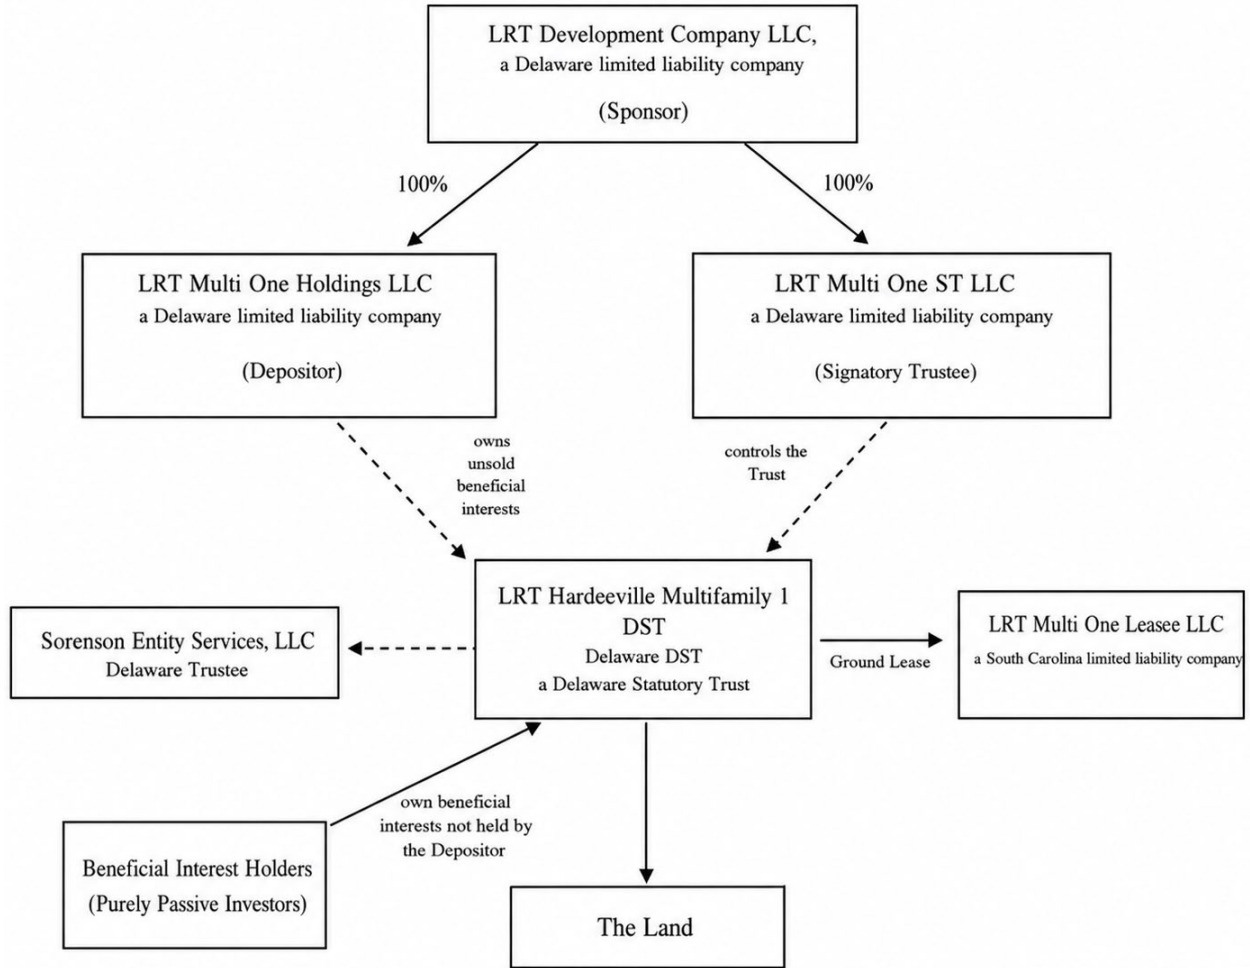 LRT Development Company LLC,
a Delaware limited liability company
(Sponsor)
100%
100%
LRT Multi One Holdings LLC
a Delaware limited liability company
(Depositor)
LRT Multi One ST LLC
a Delaware limited liability company
(Signatory Trustee)
owns
unsold
beneficial
interests
controls the
Trust
LRT Hardeeville Multifamily 1
DST
Delaware DST
a Delaware Statutory Trust
Sorenson Entity Services, LLC
Delaware Trustee
Ground Lease
LRT Multi One Leasee LLC
a South Carolina limited liability company
own beneficial
interests not held by
the Depositor
Beneficial Interest Holders
(Purely Passive Investors)
The Land